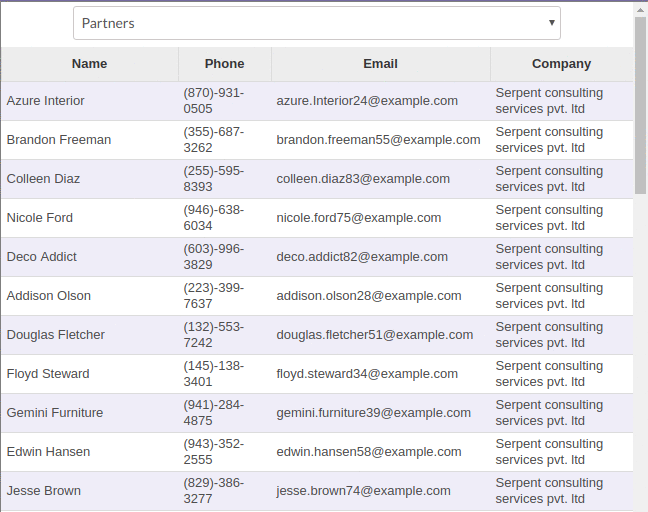 Partners
Name Phone Email Company
Azure Interior (870)-931-0505 azure.Interior24@example.com Serpent consulting services pvt. ltd
Brandon Freeman (355)-687-3262 brandon.freeman55@example.com Serpent consulting services pvt. ltd
Colleen Diaz (255)-595-8393 colleen.diaz83@example.com Serpent consulting services pvt. ltd
Nicole Ford (946)-638-6034 nicole.ford75@example.com Serpent consulting services pvt. ltd
Deco Addict (603)-996-3829 deco.addict82@example.com Serpent consulting services pvt. ltd
Addison Olson (223)-399-7637 addison.olson28@example.com Serpent consulting services pvt. ltd
Douglas Fletcher (132)-553-7242 douglas.fletcher51@example.com Serpent consulting services pvt. ltd
Floyd Steward (145)-138-3401 floyd.steward34@example.com Serpent consulting services pvt. ltd
Gemini Furniture (941)-284-4875 gemini.furniture39@example.com Serpent consulting services pvt. ltd
Edwin Hansen (943)-352-2555 edwin.hansen58@example.com Serpent consulting services pvt. ltd
Jesse Brown (829)-386-3277 jesse.brown74@example.com Serpent consulting services pvt. ltd